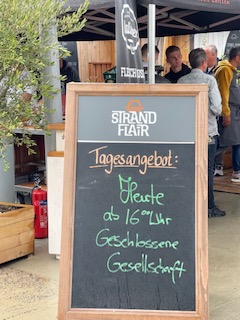 STRAND
FLAIR
Tagesangebot:
Heute
ab 16°° Uhr
Geschlossene
Gesellschaft